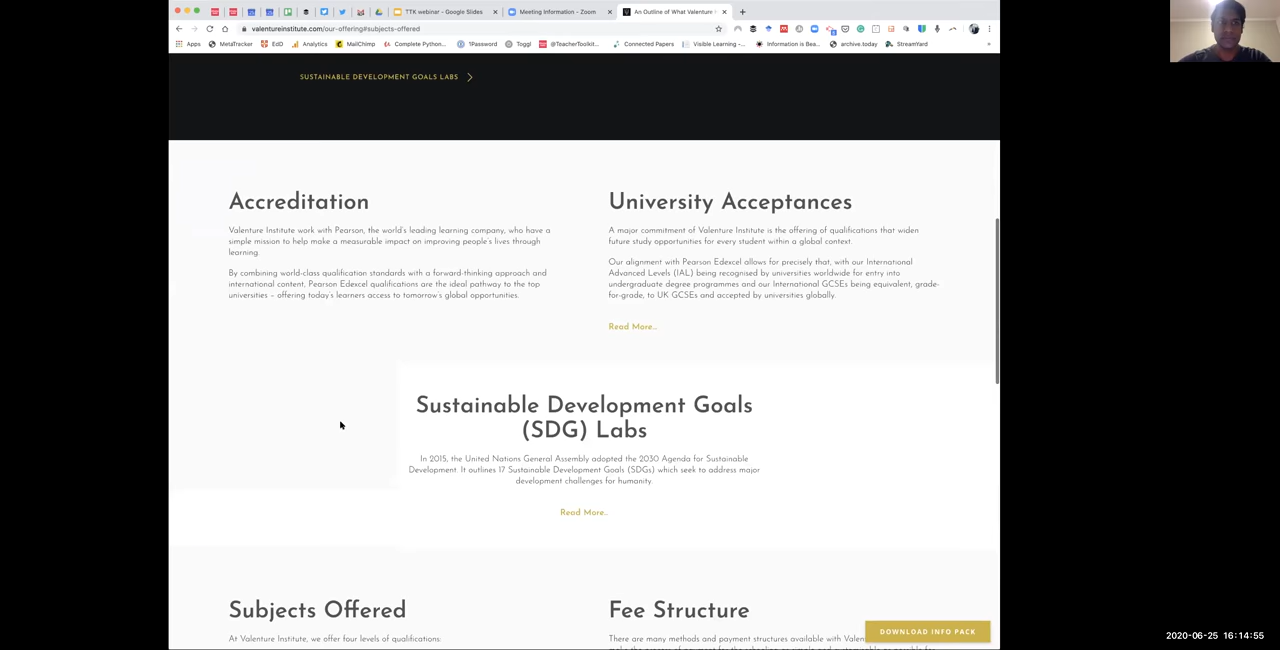 TTK webinar - Google Slides
Meeting Information - Zoom
An Outline of What Valenture
valentureinstitute.com/our-offering#subjects-offered
Apps
MetaTracker
EdD
Analytics
MailChimp
Complete Python...
1Password
Toggl
@TeacherToolkit...
Connected Papers
Visible Learning –...
Information is Bea...
archive.today
StreamYard
»
SUSTAINABLE DEVELOPMENT GOALS LABS
Accreditation
Valenture Institute work with Pearson, the world's leading learning company, who have a
simple mission to help make a measurable impact on improving people's lives through
learning.
By combining world-class qualification standards with a forward-thinking approach and
international content, Pearson Edexcel qualifications are the ideal pathway to the top
universities – offering today's learners access to tomorrow's global opportunities.
University Acceptances
A major commitment of Valenture Institute is the offering of qualifications that widen
future study opportunities for every student within a global context.
Our alignment with Pearson Edexcel allows for precisely that, with our International
Advanced Levels (IAL) being recognised by universities worldwide for entry into
undergraduate degree programmes and our International GCSEs being equivalent, grade-
for-grade, to UK GCSEs and accepted by universities globally.
Read More...
Sustainable Development Goals
(SDG) Labs
In 2015, the United Nations General Assembly adopted the 2030 Agenda for Sustainable
Development. It outlines 17 Sustainable Development Goals (SDGs) which seek to address major
development challenges for humanity.
Read More..
Subjects Offered
At Valenture Institute, we offer four levels of qualifications:
Fee Structure
There are many methods and payment structures available with Valen
DOWNLOAD INFO PACK
2020-06-25 16:14:55